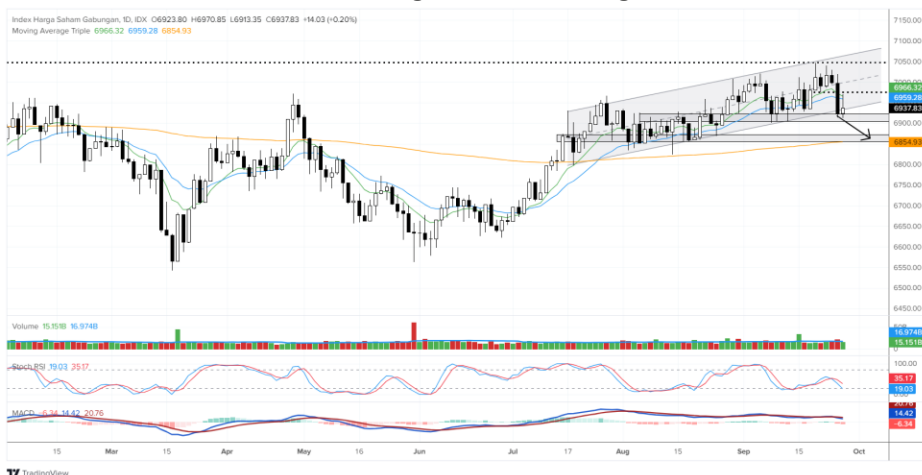 Index Harga Saham Gabungan, 1D, IDX O6923.80 H6970.85 L6913.35 C6937.83 +14.03 (+0.20%)
Moving Average Triple 6966.32 6959.28 6854.93
7150.00
7100.00
7050.00
7000.00
6966.32
6959.28
6937.83
6900.00
6854.93
6800.00
6750.00
6700.00
6650.00
6600.00
6550.00
6500.00
6450.00
Volume 15.151B 16.974B
16.974B
15.151B
Stoch RSI 19.03 35.17
100.00
35.17
19.03
MACD -6.34 14.42 20.76
20.76
14.42
-6.34
15 Mar 15 Apr May 16 Jun Jul 17 Aug 15 Sep 15 Oct
TradingView